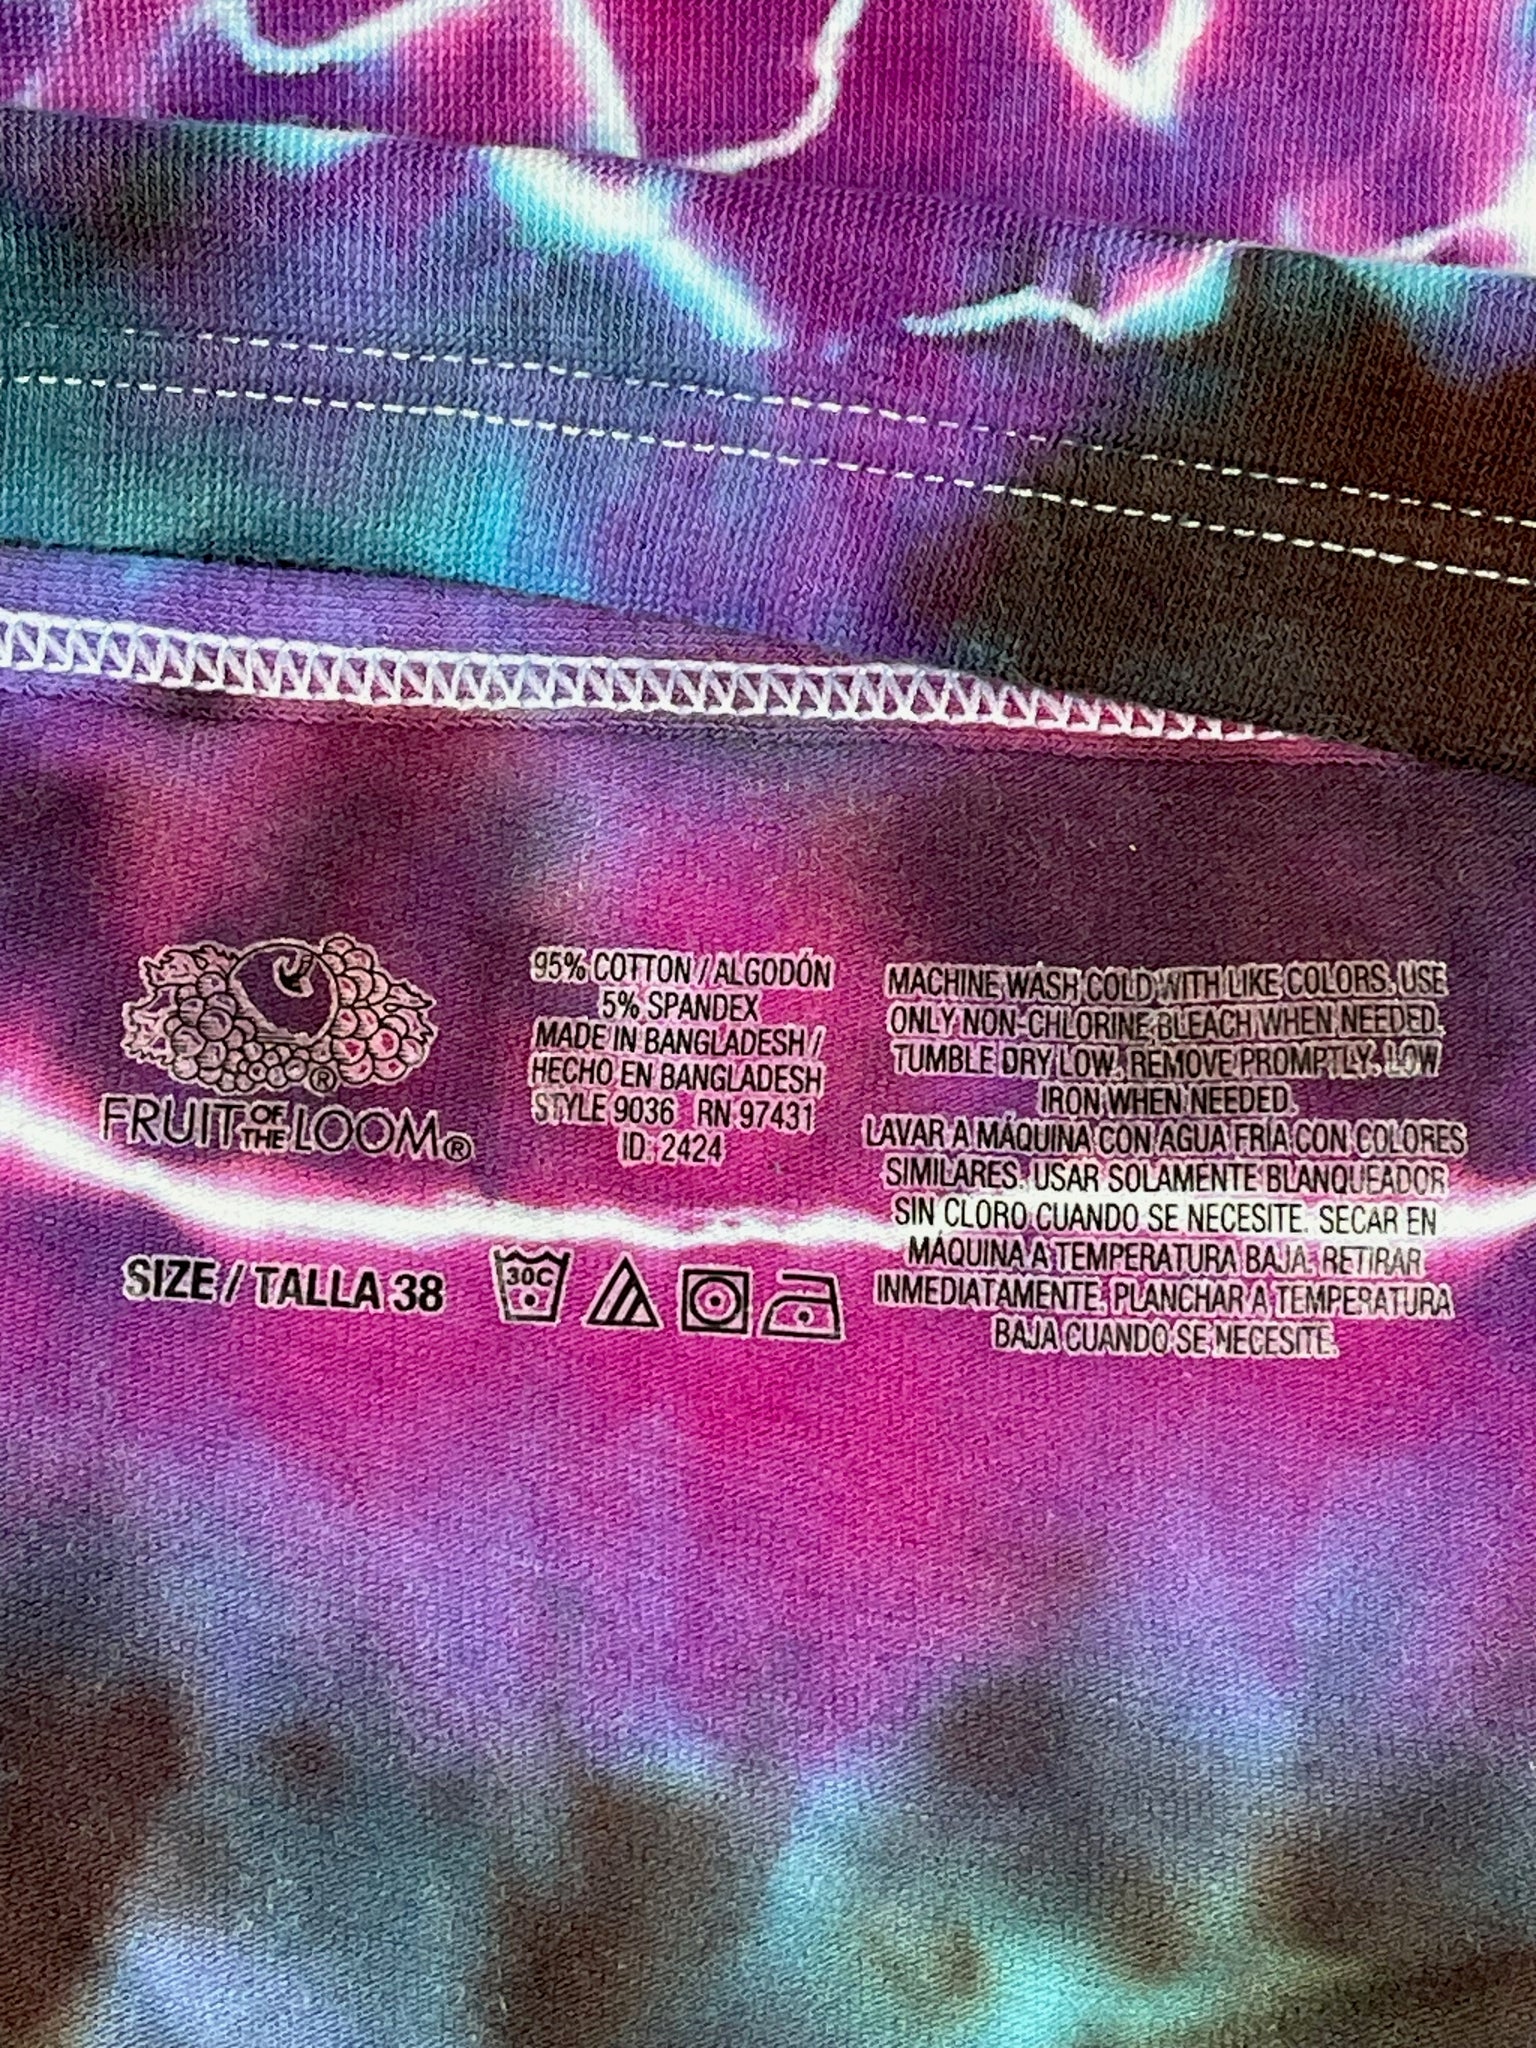 FRUIT OF THE LOOM®
SIZE / TALLA 38
95% COTTON / ALGODÓN
5% SPANDEX
MADE IN BANGLADESH /
HECHO EN BANGLADESH
STYLE 9036 RN 97431
ID: 2424
30C
MACHINE WASH COLD WITH LIKE COLORS. USE
ONLY NON-CHLORINE BLEACH WHEN NEEDED.
TUMBLE DRY LOW. REMOVE PROMPTLY. LOW
IRON WHEN NEEDED.
LAVAR A MÁQUINA CON AGUA FRÍA CON COLORES
SIMILARES. USAR SOLAMENTE BLANQUEADOR
SIN CLORO CUANDO SE NECESITE. SECAR EN
MÁQUINA A TEMPERATURA BAJA. RETIRAR
INMEDIATAMENTE. PLANCHAR A TEMPERATURA
BAJA CUANDO SE NECESITE.